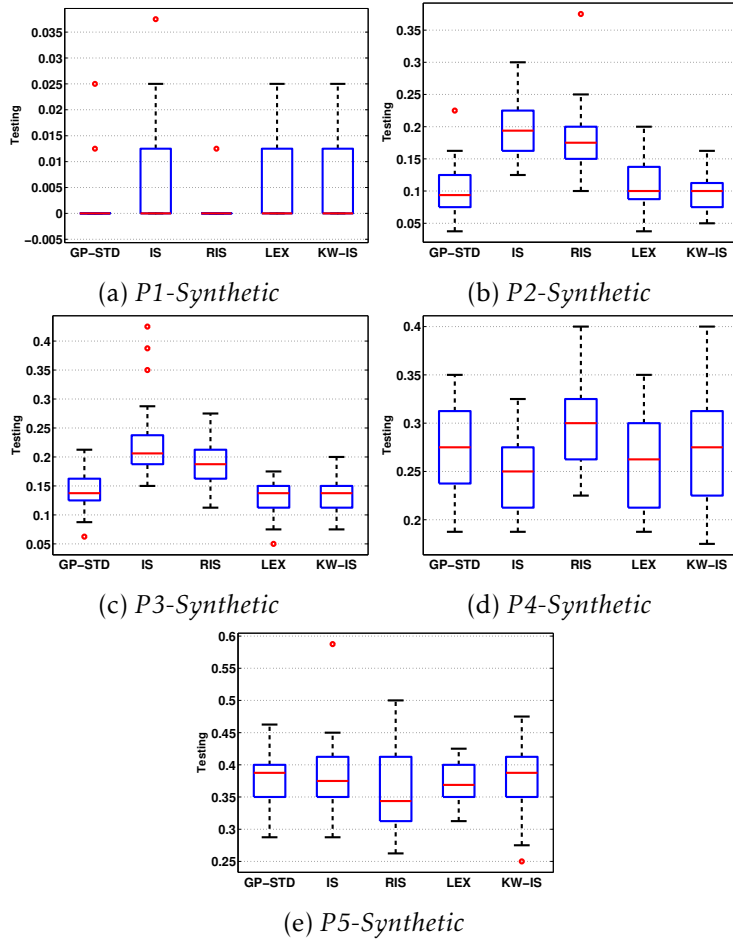 0.035
0.03
0.025
0.02
0.015
0.01
0.005
0
−0.005
Testing
GP−STD IS RIS LEX KW−IS
(a) P1-Synthetic
0.35
0.3
0.25
0.2
0.15
0.1
0.05
Testing
GP−STD IS RIS LEX KW−IS
(b) P2-Synthetic
0.4
0.35
0.3
0.25
0.2
0.15
0.1
0.05
Testing
GP−STD IS RIS LEX KW−IS
(c) P3-Synthetic
0.4
0.35
0.3
0.25
0.2
Testing
GP−STD IS RIS LEX KW−IS
(d) P4-Synthetic
0.6
0.55
0.5
0.45
0.4
0.35
0.3
0.25
Testing
GP−STD IS RIS LEX KW−IS
(e) P5-Synthetic